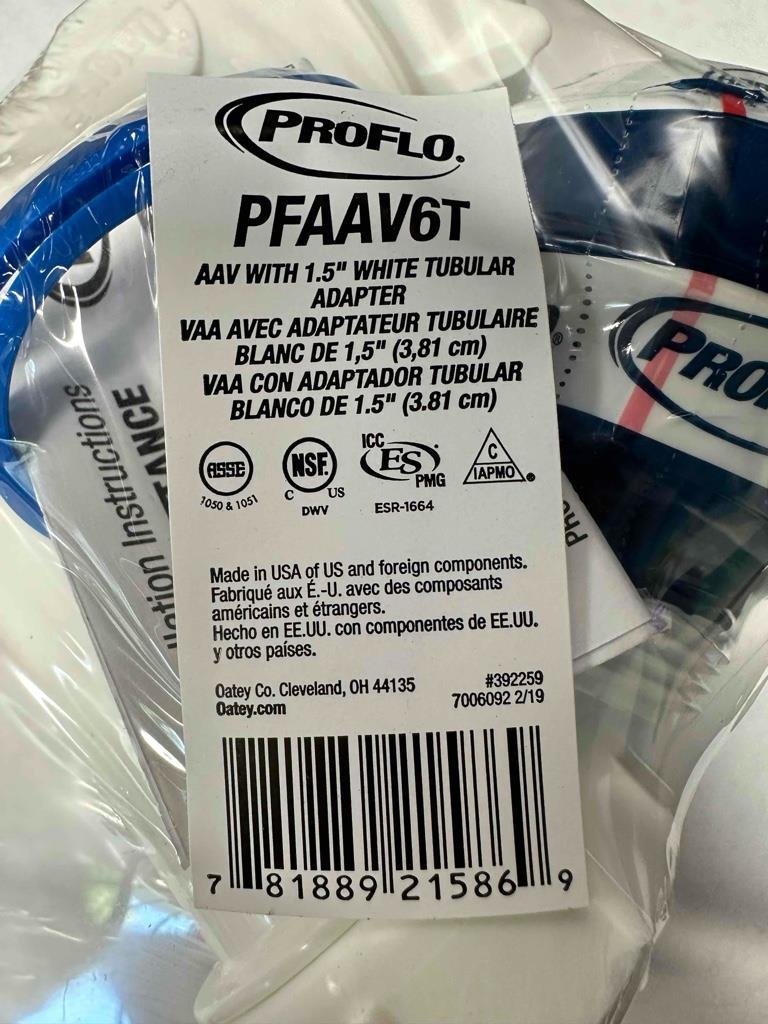 PROFLO.
PFAAV6T
AAV WITH 1.5" WHITE TUBULAR
ADAPTER
VAA AVEC ADAPTATEUR TUBULAIRE
BLANC DE 1,5" (3,81 cm)
VAA CON ADAPTADOR TUBULAR
BLANCO DE 1.5" (3.81 cm)
ASSE
1050 & 1051
NSF.
C US
DWV
ICC
ES
PMG
ESR-1664
C
IAPMO
®
Made in USA of US and foreign components.
Fabriqué aux É.-U. avec des composants
américains et étrangers.
Hecho en EE.UU. con componentes de EE.UU.
y otros países.
Oatey Co. Cleveland, OH 44135
Oatey.com
#392259
7006092 2/19
7 81889 21586 9
Instructions
PRO